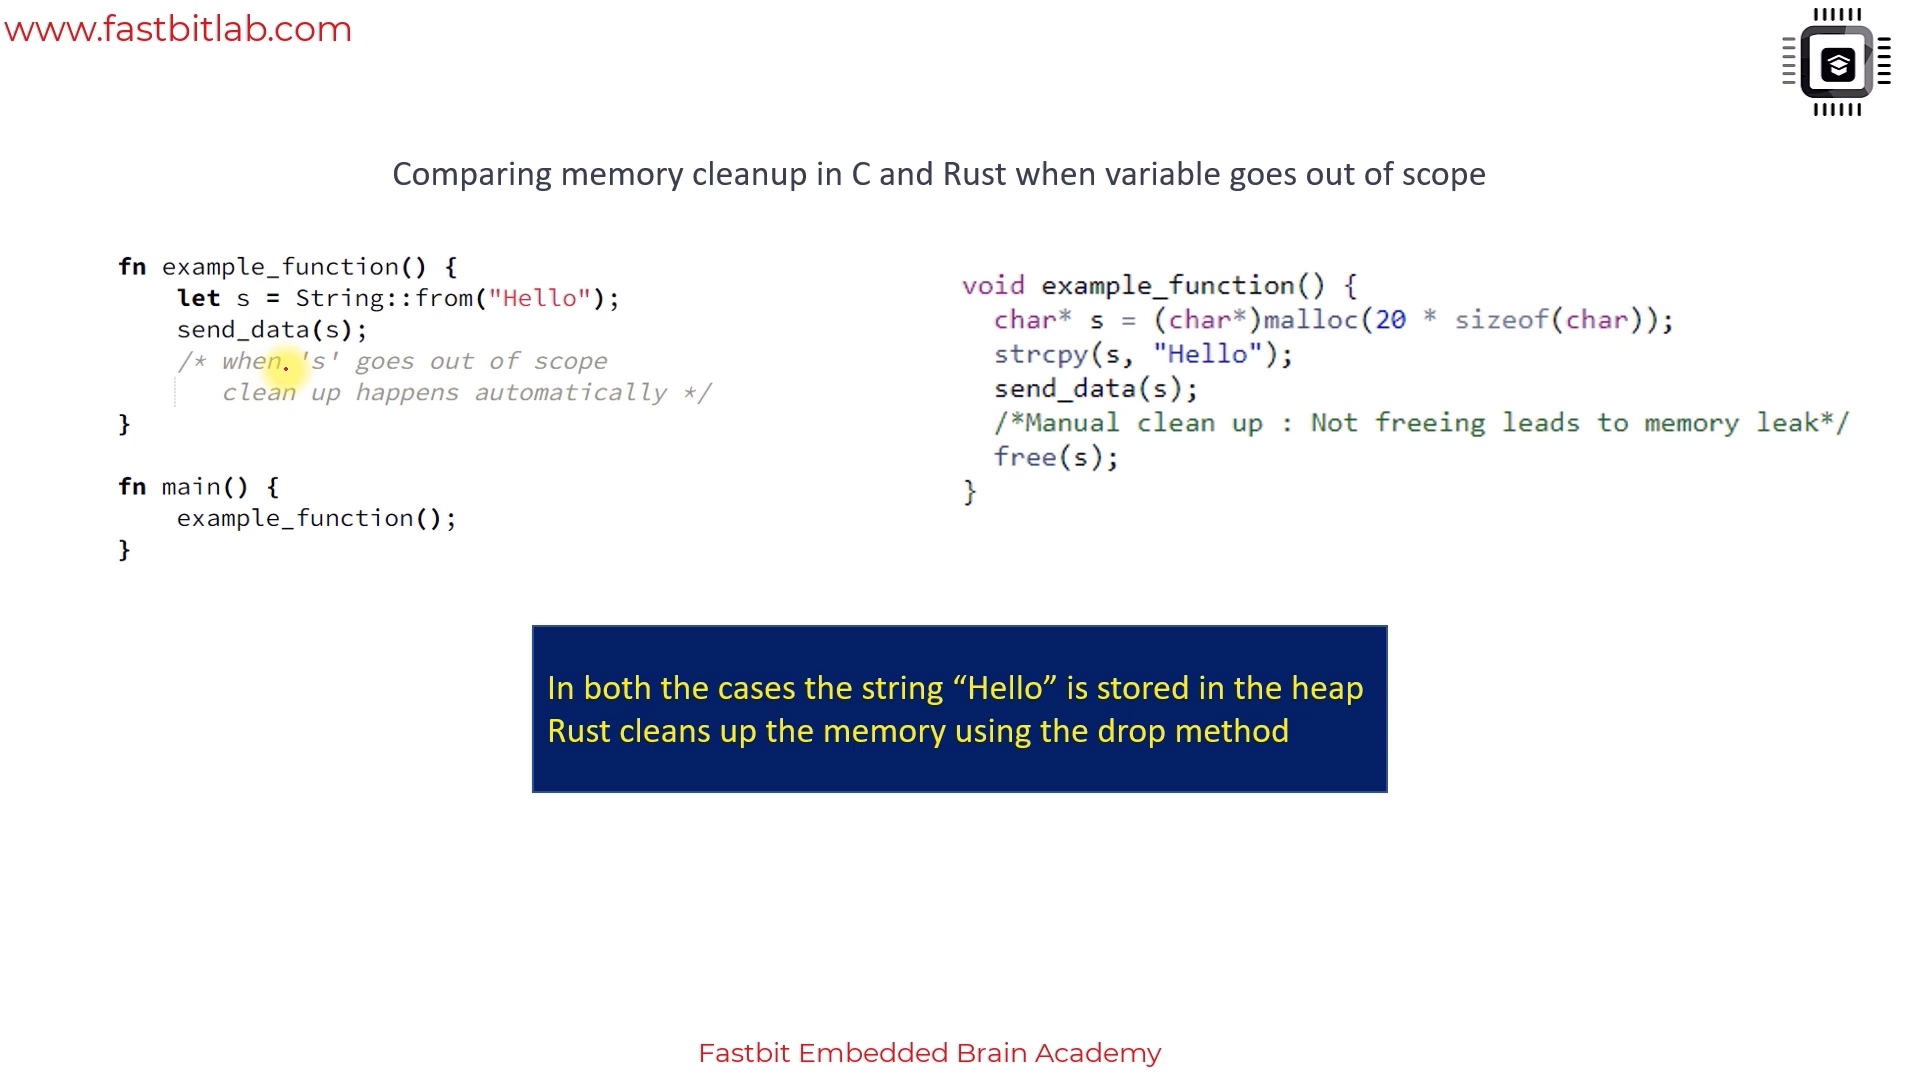 www.fastbitlab.com
Comparing memory cleanup in C and Rust when variable goes out of scope
fn example_function() {
let s = String::from("Hello");
send_data(s);
/* when 's' goes out of scope
clean up happens automatically */
}
fn main() {
example_function();
}
void example_function() {
char* s = (char*)malloc(20 * sizeof(char));
strcpy(s, "Hello");
send_data(s);
/*Manual clean up : Not freeing leads to memory leak*/
free(s);
}
In both the cases the string “Hello” is stored in the heap
Rust cleans up the memory using the drop method
Fastbit Embedded Brain Academy